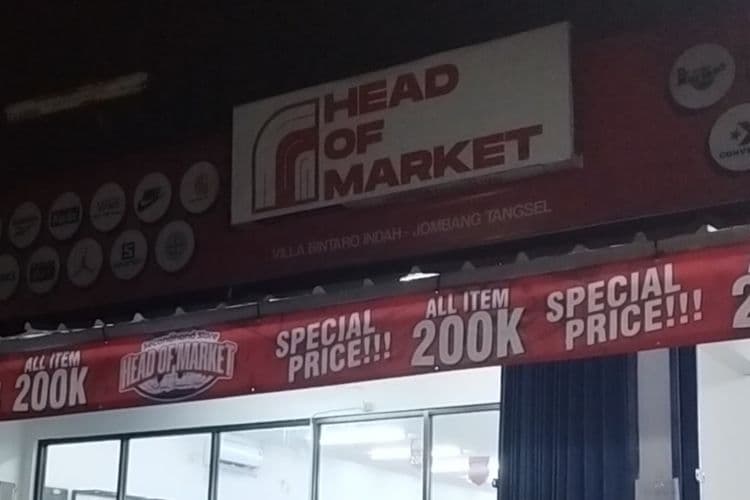 HEAD
OF
MARKET
VILLA BINTARO INDAH - JOMBANG TANGSEL
CONVERSE
ALL ITEM
200K
HEAD OF MARKET
SPECIAL
PRICE!!!
ALL ITEM
200K
SPECIAL
PRICE!!!